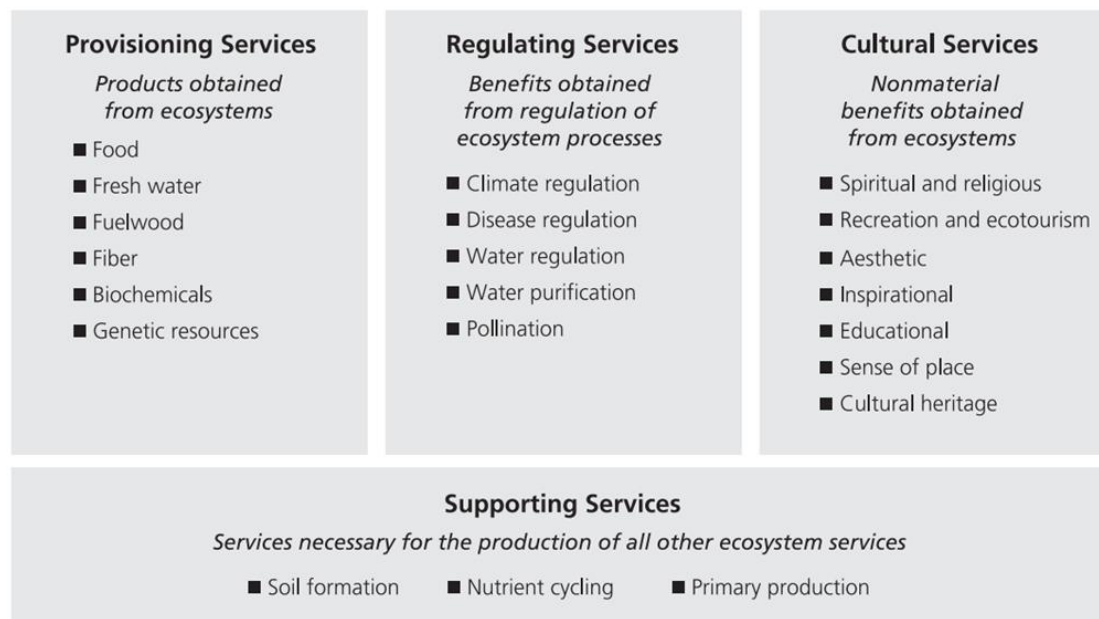 Provisioning Services
Products obtained
from ecosystems
■ Food
■ Fresh water
■ Fuelwood
■ Fiber
■ Biochemicals
■ Genetic resources
Regulating Services
Benefits obtained
from regulation of
ecosystem processes
■ Climate regulation
■ Disease regulation
■ Water regulation
■ Water purification
■ Pollination
Cultural Services
Nonmaterial
benefits obtained
from ecosystems
■ Spiritual and religious
■ Recreation and ecotourism
■ Aesthetic
■ Inspirational
■ Educational
■ Sense of place
■ Cultural heritage
Supporting Services
Services necessary for the production of all other ecosystem services
■ Soil formation ■ Nutrient cycling ■ Primary production